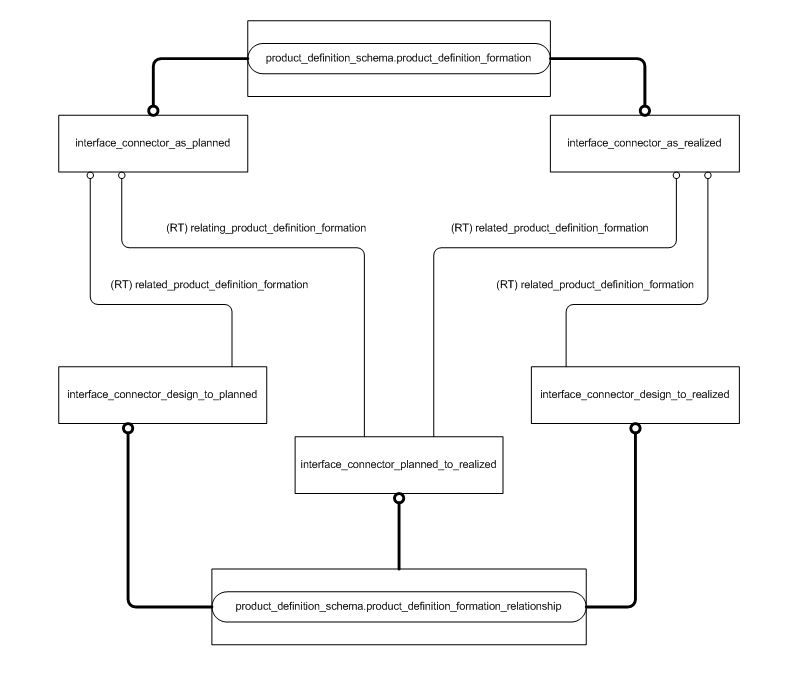 product_definition_schema.product_definition_formation
interface_connector_as_planned
interface_connector_as_realized
(RT) relating_product_definition_formation
(RT) related_product_definition_formation
(RT) related_product_definition_formation
(RT) related_product_definition_formation
interface_connector_design_to_planned
interface_connector_design_to_realized
interface_connector_planned_to_realized
product_definition_schema.product_definition_formation_relationship